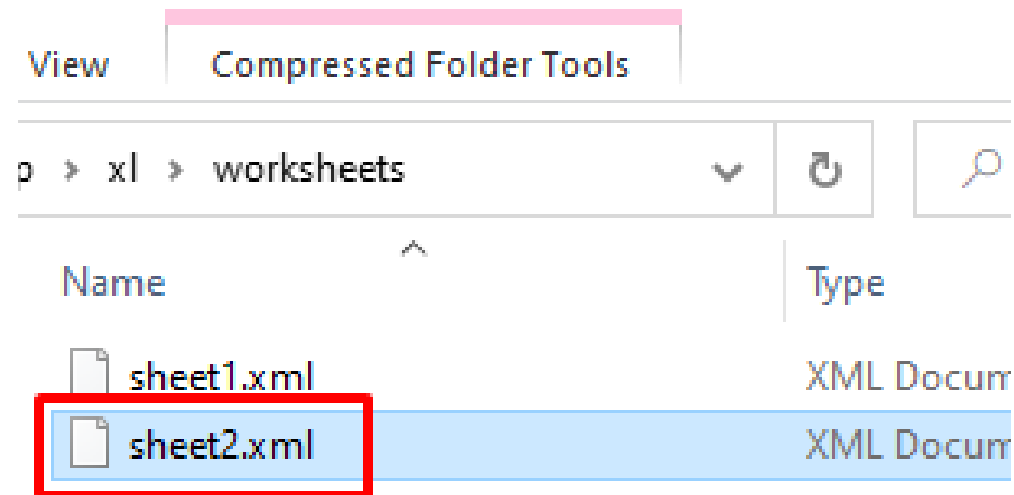 View Compressed Folder Tools
p > xl > worksheets
Name Type
sheet1.xml XML Docum
sheet2.xml XML Docum